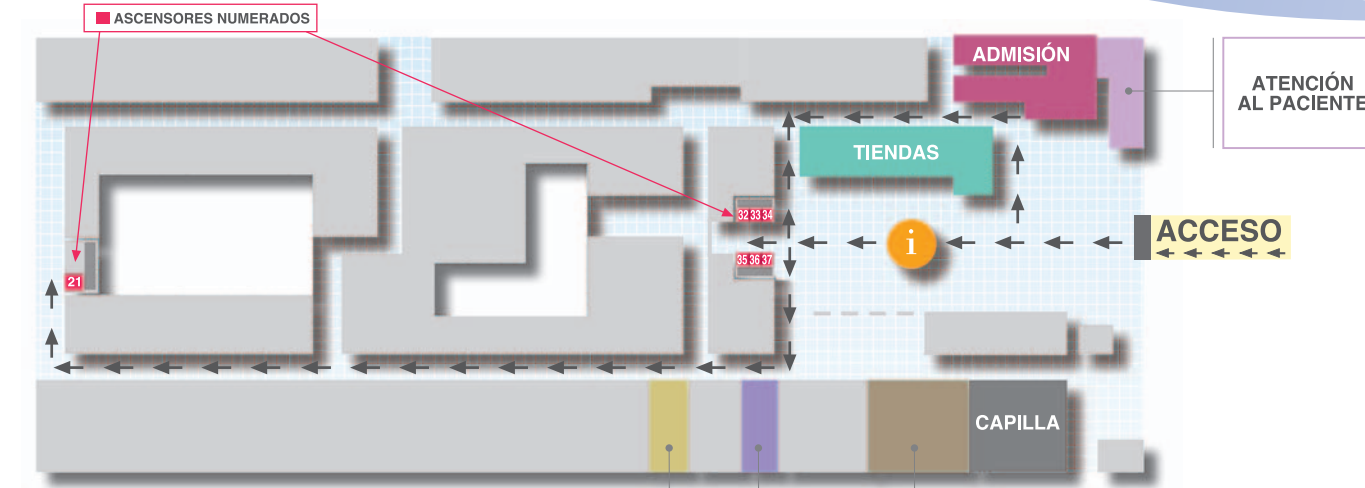 ASCENSORES NUMERADOS
ADMISIÓN
ATENCIÓN
AL PACIENTE
TIENDAS
32 33 34
ACCESO
i
35 36 37
21
CAPILLA